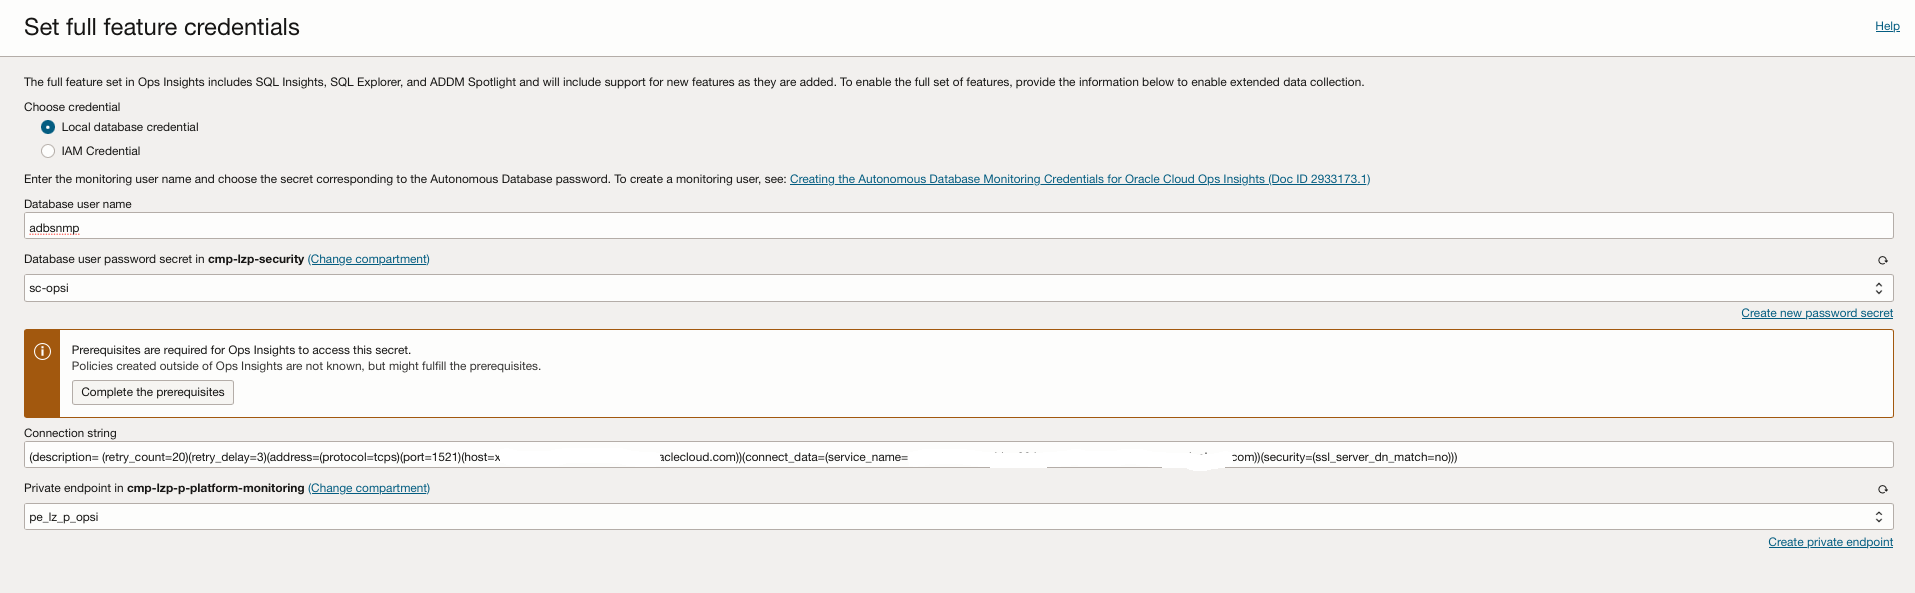 Set full feature credentials
Help
The full feature set in Ops Insights includes SQL Insights, SQL Explorer, and ADDM Spotlight and will include support for new features as they are added. To enable the full set of features, provide the information below to enable extended data collection.
Choose credential
Local database credential
IAM Credential
Enter the monitoring user name and choose the secret corresponding to the Autonomous Database password. To create a monitoring user, see: Creating the Autonomous Database Monitoring Credentials for Oracle Cloud Ops Insights (Doc ID 2933173.1)
Database user name
adbsnmp
Database user password secret in cmp-lzp-security (Change compartment)
sc-opsi
Create new password secret
Prerequisites are required for Ops Insights to access this secret.
Policies created outside of Ops Insights are not known, but might fulfill the prerequisites.
Complete the prerequisites
Connection string
(description= (retry_count=20)(retry_delay=3)(address=(protocol=tcps)(port=1521)(host=x aclecloud.com))(connect_data=(service_name= com))(security=(ssl_server_dn_match=no)))
Private endpoint in cmp-lzp-p-platform-monitoring (Change compartment)
pe_lz_p_opsi
Create private endpoint